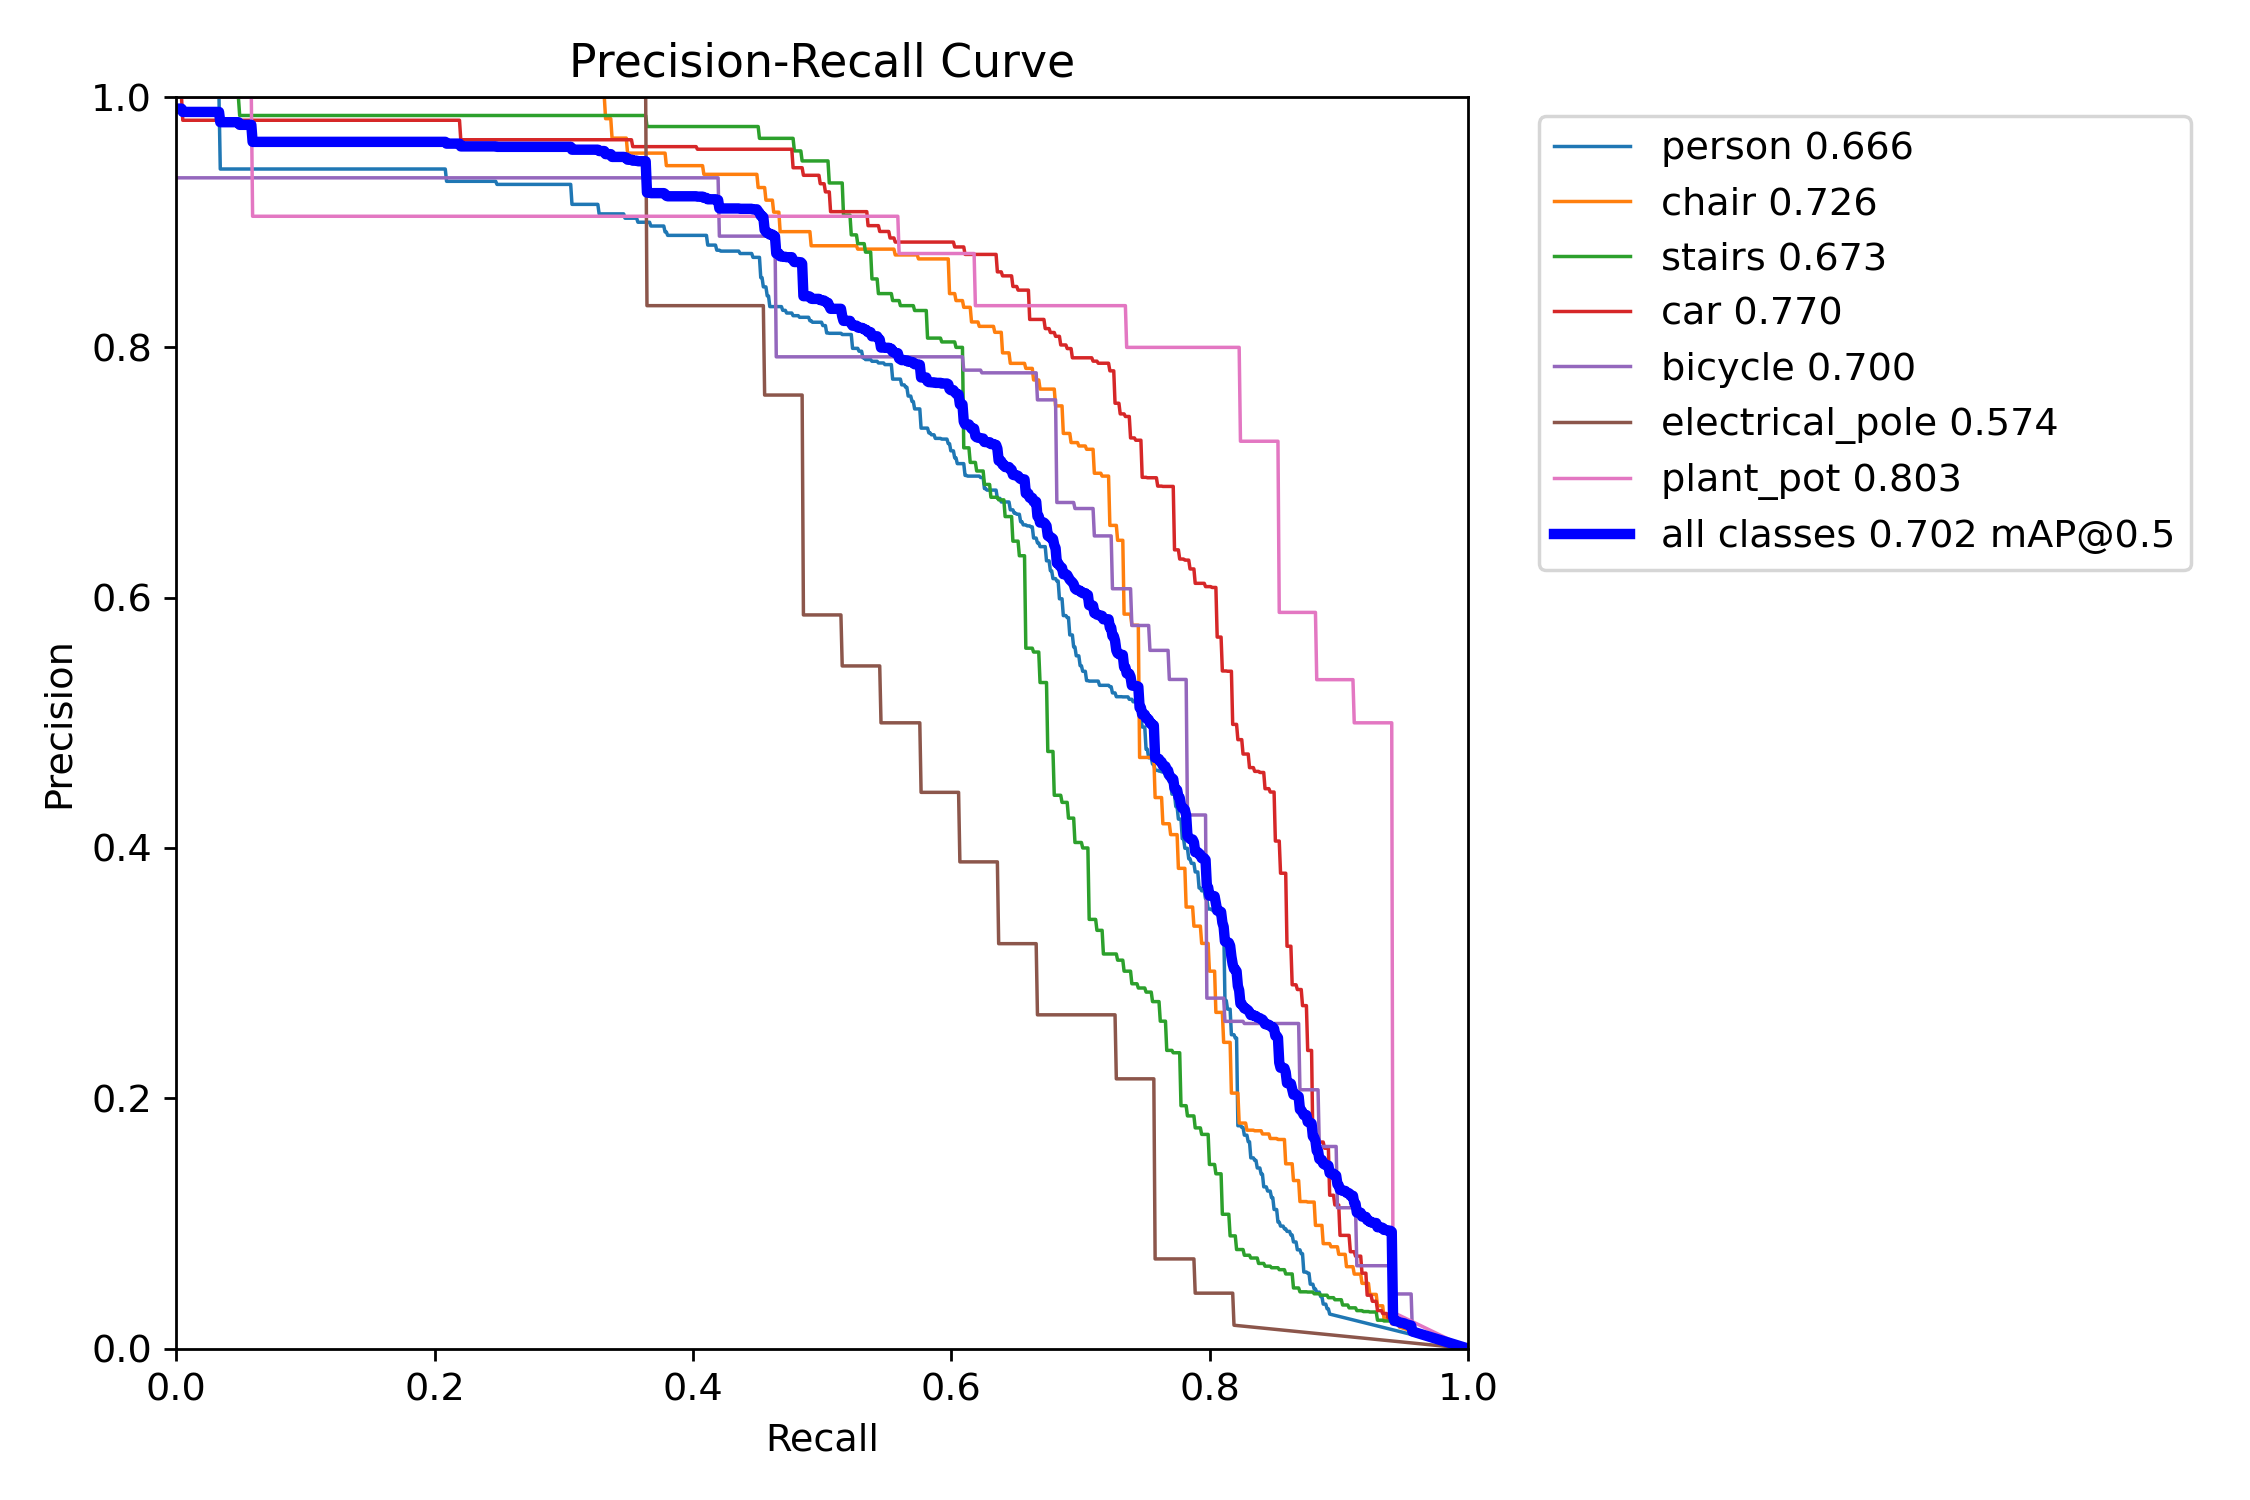 Precision-Recall Curve
1.0
0.8
0.6
0.4
0.2
0.0
Precision
0.0 0.2 0.4 0.6 0.8 1.0
Recall
person 0.666
chair 0.726
stairs 0.673
car 0.770
bicycle 0.700
electrical_pole 0.574
plant_pot 0.803
all classes 0.702 mAP@0.5